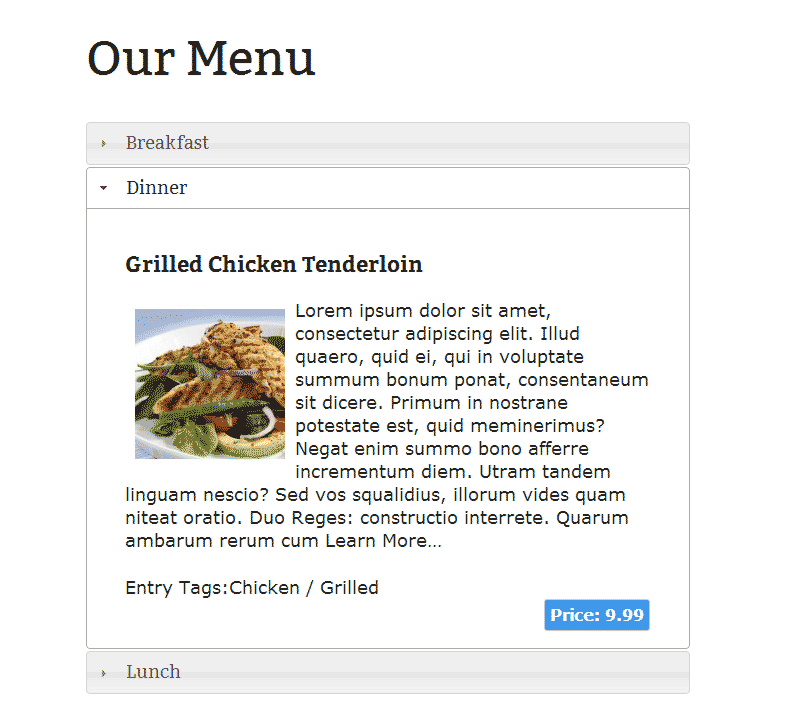 Our Menu
Breakfast
Dinner
Grilled Chicken Tenderloin
Lorem ipsum dolor sit amet,
consectetur adipiscing elit. Illud
quaero, quid ei, qui in voluptate
summum bonum ponat, consentaneum
sit dicere. Primum in nostrane
potestate est, quid meminerimus?
Negat enim summo bono afferre
incrementum diem. Utram tandem
linguam nescio? Sed vos squalidius, illorum vides quam
niteat oratio. Duo Reges: constructio interrete. Quarum
ambarum rerum cum Learn More...
Entry Tags:Chicken / Grilled
Price: 9.99
Lunch